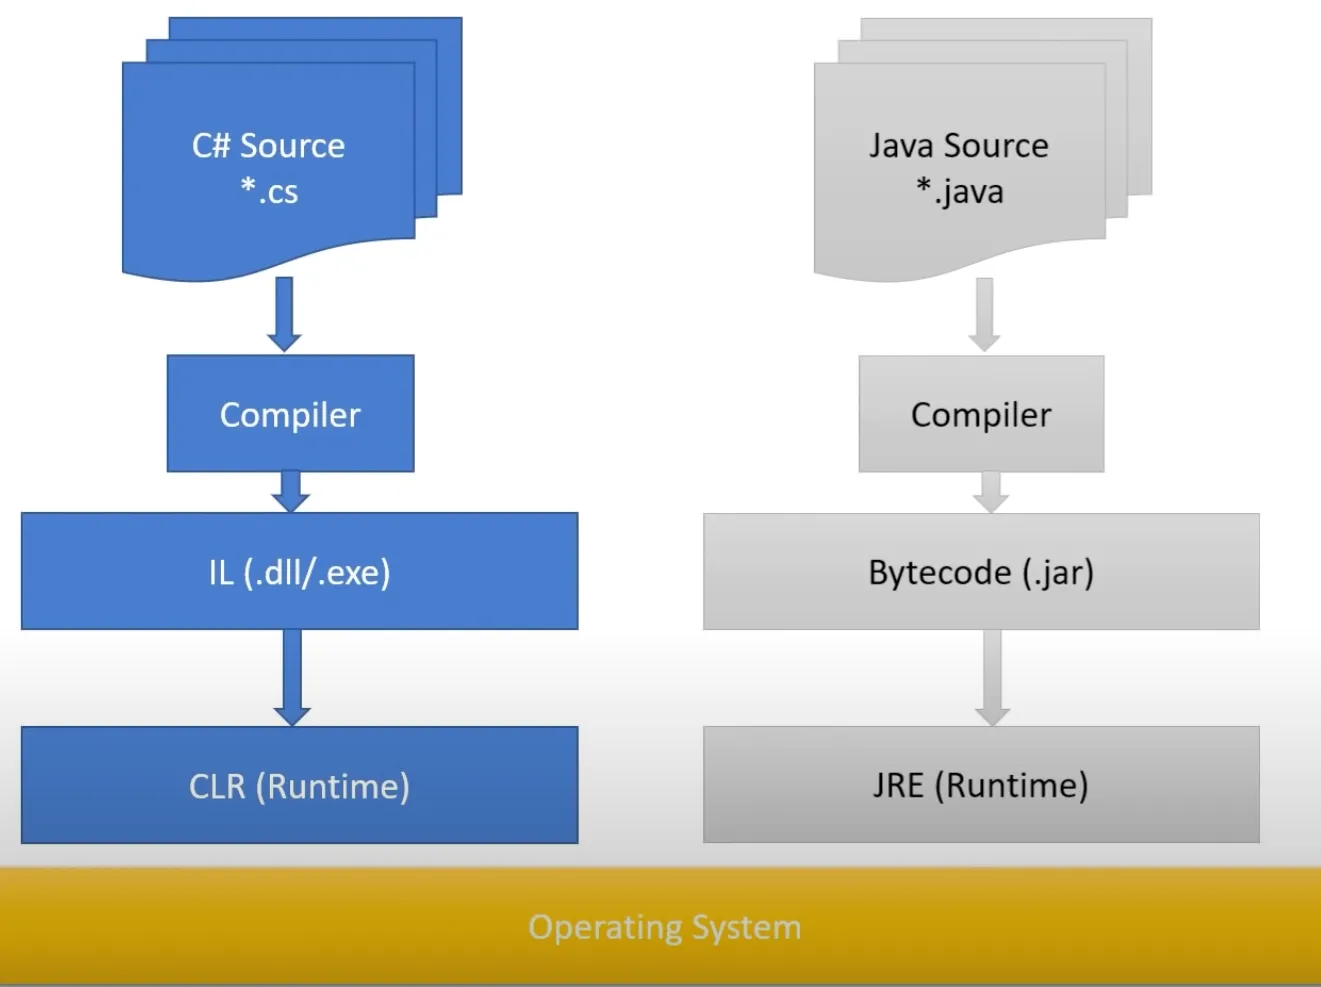 C# Source
*.cs
Java Source
*.java
Compiler
Compiler
IL (.dll/.exe)
Bytecode (.jar)
CLR (Runtime)
JRE (Runtime)
Operating System